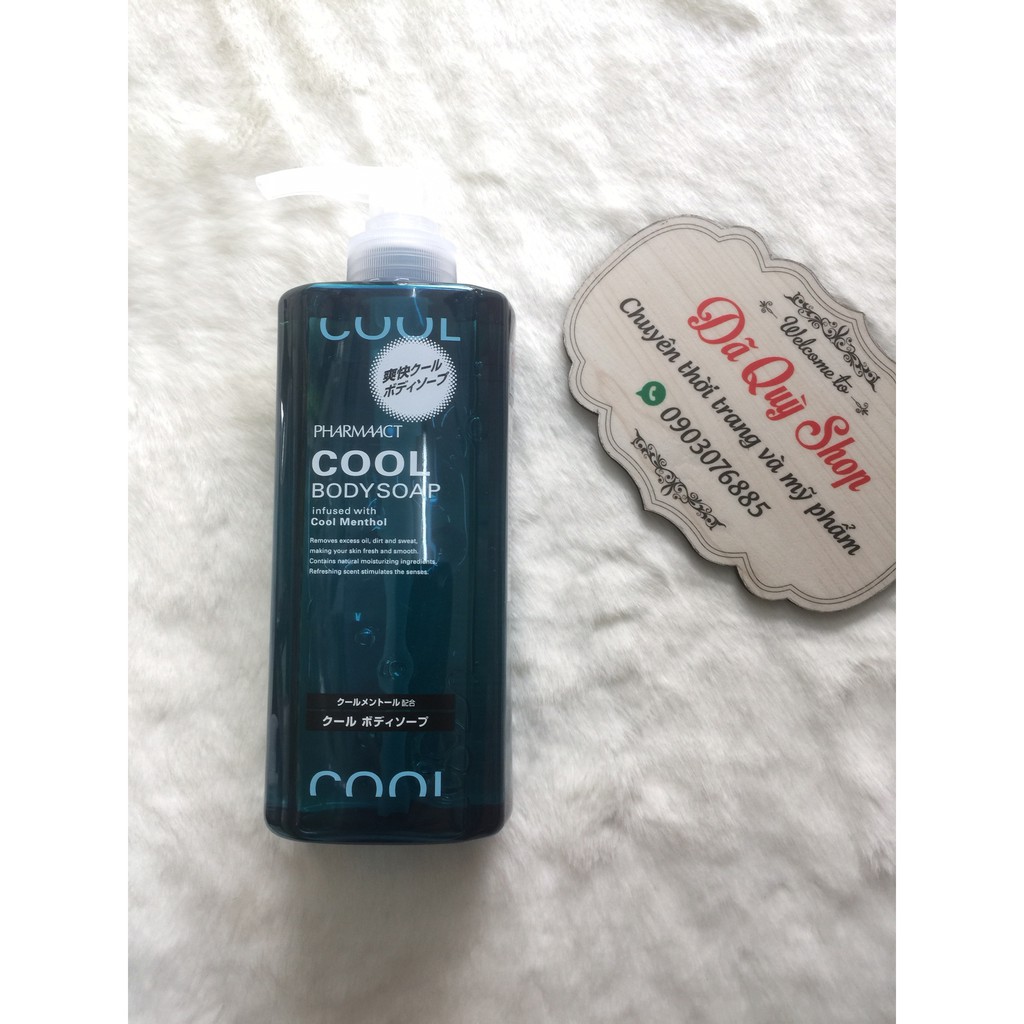 COOL
爽快クール
ボディソープ
PHARMAACT
COOL
BODY SOAP
infused with
Cool Menthol
Removes excess oil, dirt and sweat,
making your skin fresh and smooth.
Contains natural moisturizing ingredients.
Refreshing scent stimulates the senses.
クールメントール配合
クール ボディソープ
COOL
Welcome to
Dã Quỳ Shop
Chuyên thời trang và mỹ phẩm
0903076885